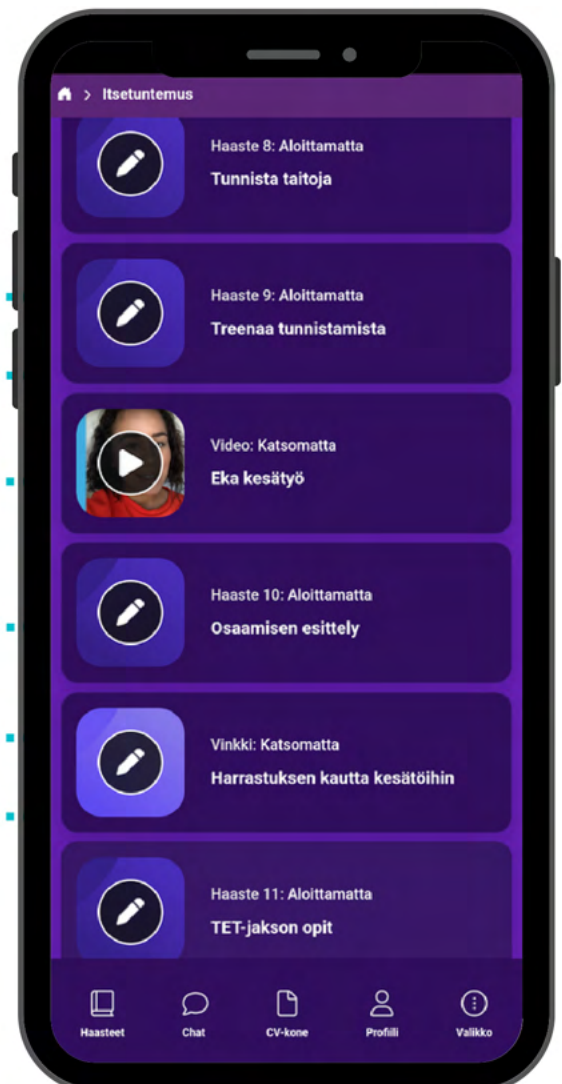 Itsetuntemus
Haaste 8: Aloittamatta
Tunnista taitoja
Haaste 9: Aloittamatta
Treenaa tunnistamista
Video: Katsomatta
Eka kesätyö
Haaste 10: Aloittamatta
Osaamisen esittely
Vinkki: Katsomatta
Harrastuksen kautta kesätöihin
Haaste 11: Aloittamatta
TET-jakson opit
Haasteet
Chat
CV-kone
Profiili
Valikko